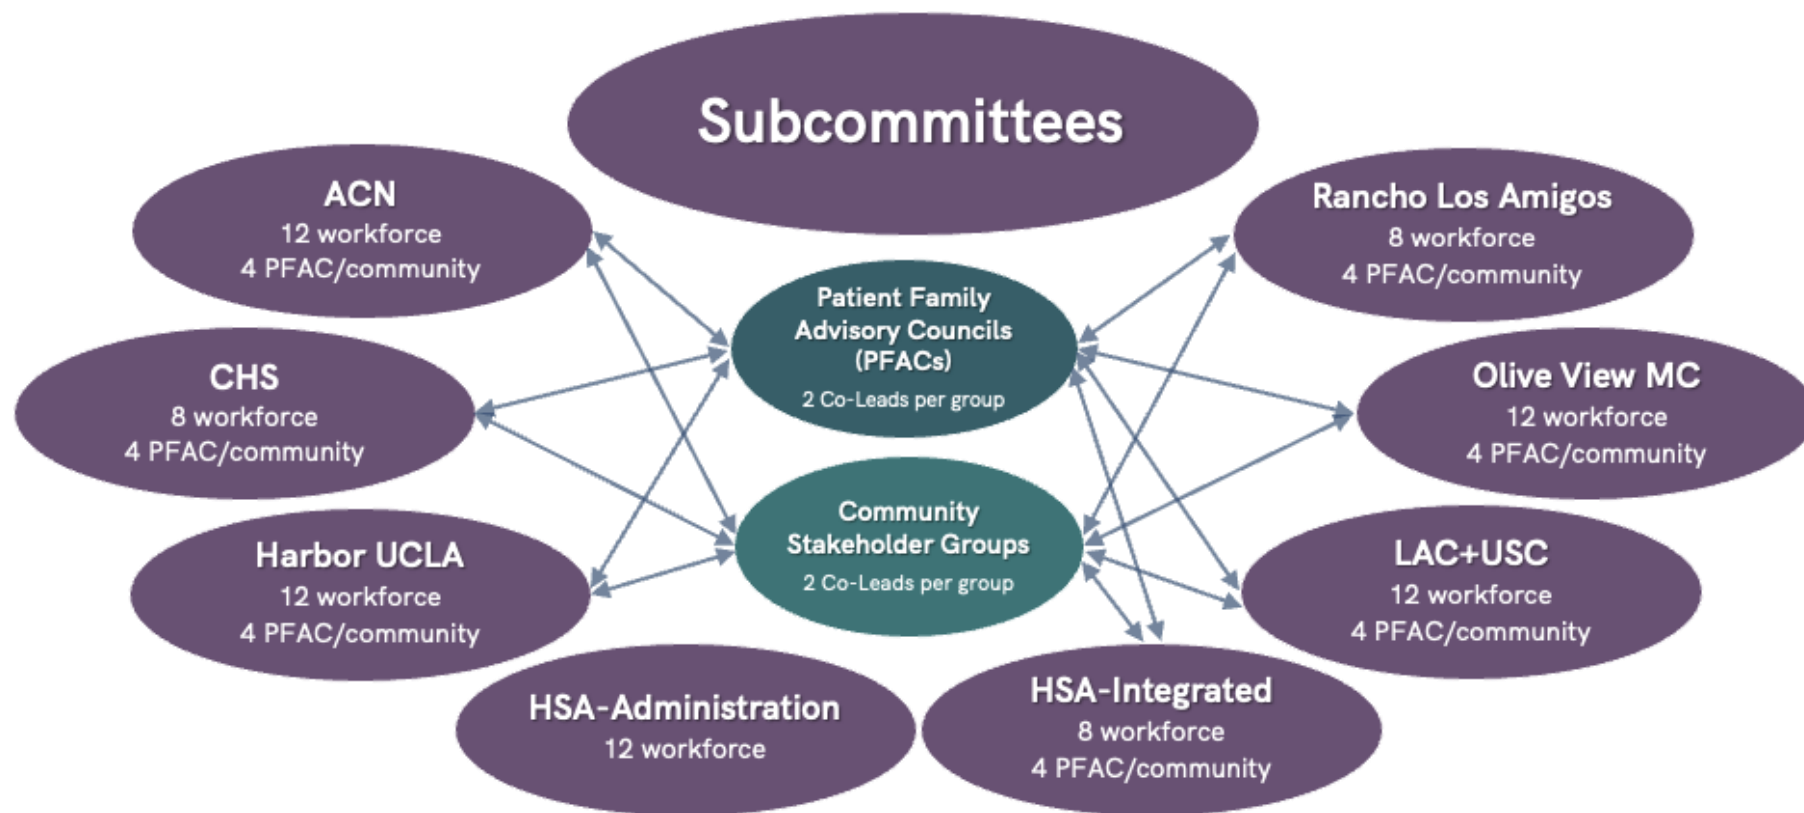 Subcommittees
ACN
12 workforce
4 PFAC/community
CHS
8 workforce
4 PFAC/community
Harbor UCLA
12 workforce
4 PFAC/community
HSA-Administration
12 workforce
HSA-Integrated
8 workforce
4 PFAC/community
LAC+USC
12 workforce
4 PFAC/community
Olive View MC
12 workforce
4 PFAC/community
Rancho Los Amigos
8 workforce
4 PFAC/community
Patient Family
Advisory Councils
(PFACs)
2 Co-Leads per group
Community
Stakeholder Groups
2 Co-Leads per group